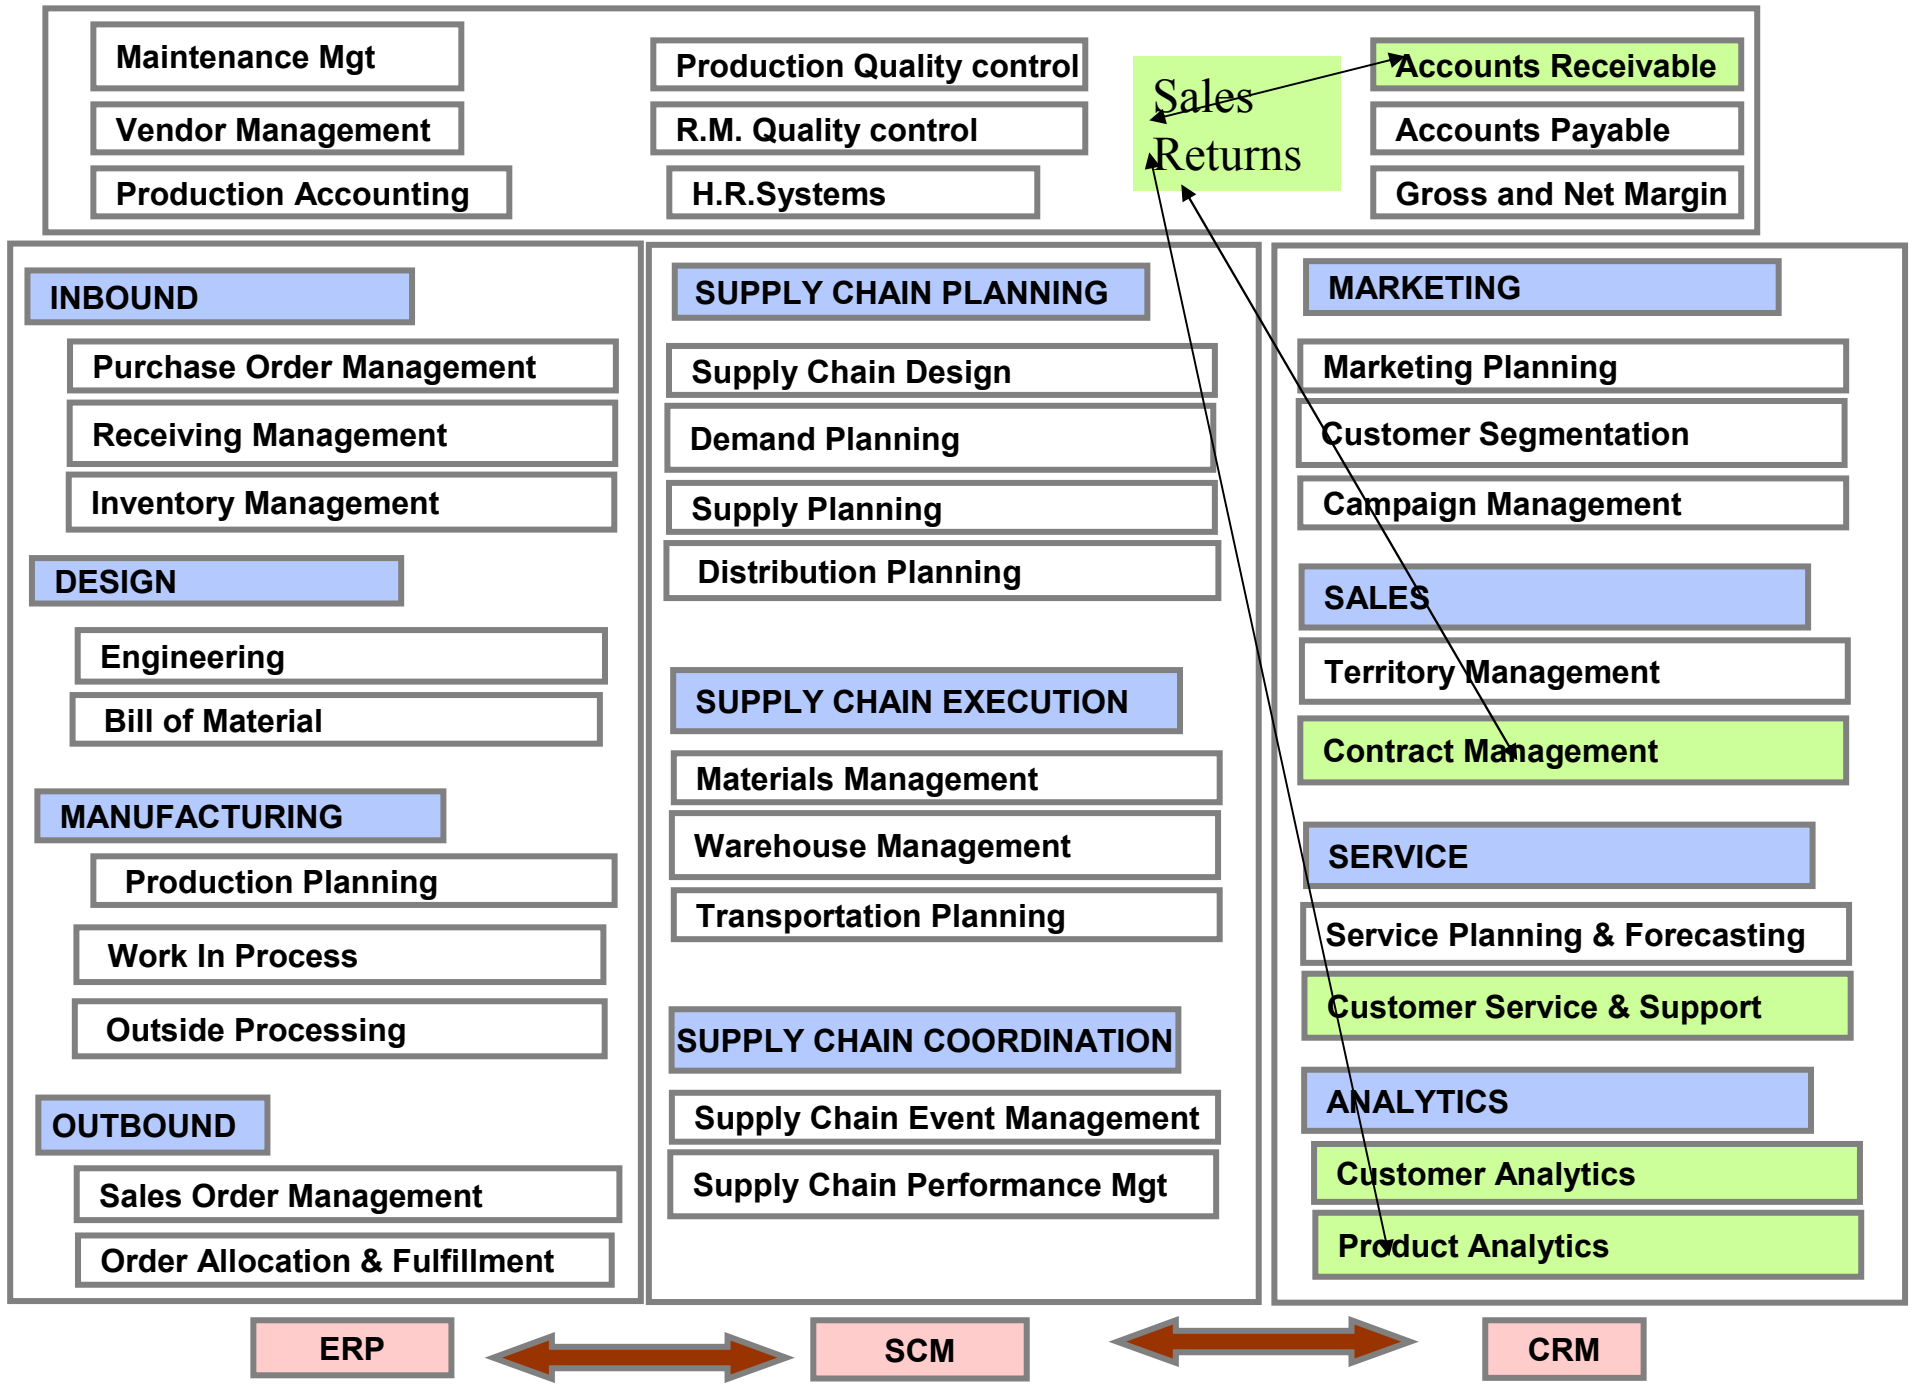 Maintenance Mgt
Vendor Management
Production Accounting
Production Quality control
R.M. Quality control
H.R.Systems
Sales
Returns
Accounts Receivable
Accounts Payable
Gross and Net Margin
INBOUND
Purchase Order Management
Receiving Management
Inventory Management
DESIGN
Engineering
Bill of Material
MANUFACTURING
Production Planning
Work In Process
Outside Processing
OUTBOUND
Sales Order Management
Order Allocation & Fulfillment
SUPPLY CHAIN PLANNING
Supply Chain Design
Demand Planning
Supply Planning
Distribution Planning
SUPPLY CHAIN EXECUTION
Materials Management
Warehouse Management
Transportation Planning
SUPPLY CHAIN COORDINATION
Supply Chain Event Management
Supply Chain Performance Mgt
MARKETING
Marketing Planning
Customer Segmentation
Campaign Management
SALES
Territory Management
Contract Management
SERVICE
Service Planning & Forecasting
Customer Service & Support
ANALYTICS
Customer Analytics
Product Analytics
ERP
SCM
CRM